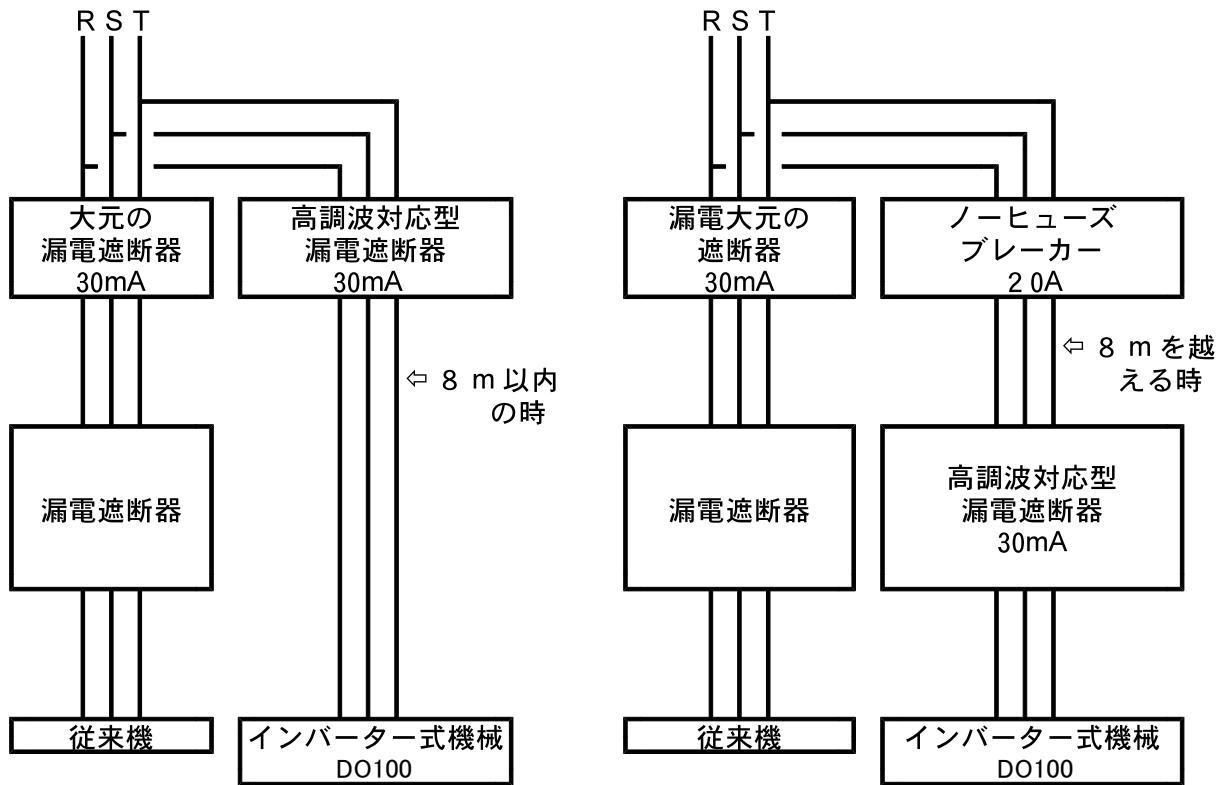 R S T
大元の
漏電遮断器
30mA
高調波対応型
漏電遮断器
30mA
⇦ 8 m以内
の時
漏電遮断器
従来機
インバーター式機械
DO100
R S T
漏電大元の
遮断器
30mA
ノーヒューズ
ブレーカー
2 0A
⇦ 8 mを越
える時
漏電遮断器
高調波対応型
漏電遮断器
30mA
従来機
インバーター式機械
DO100